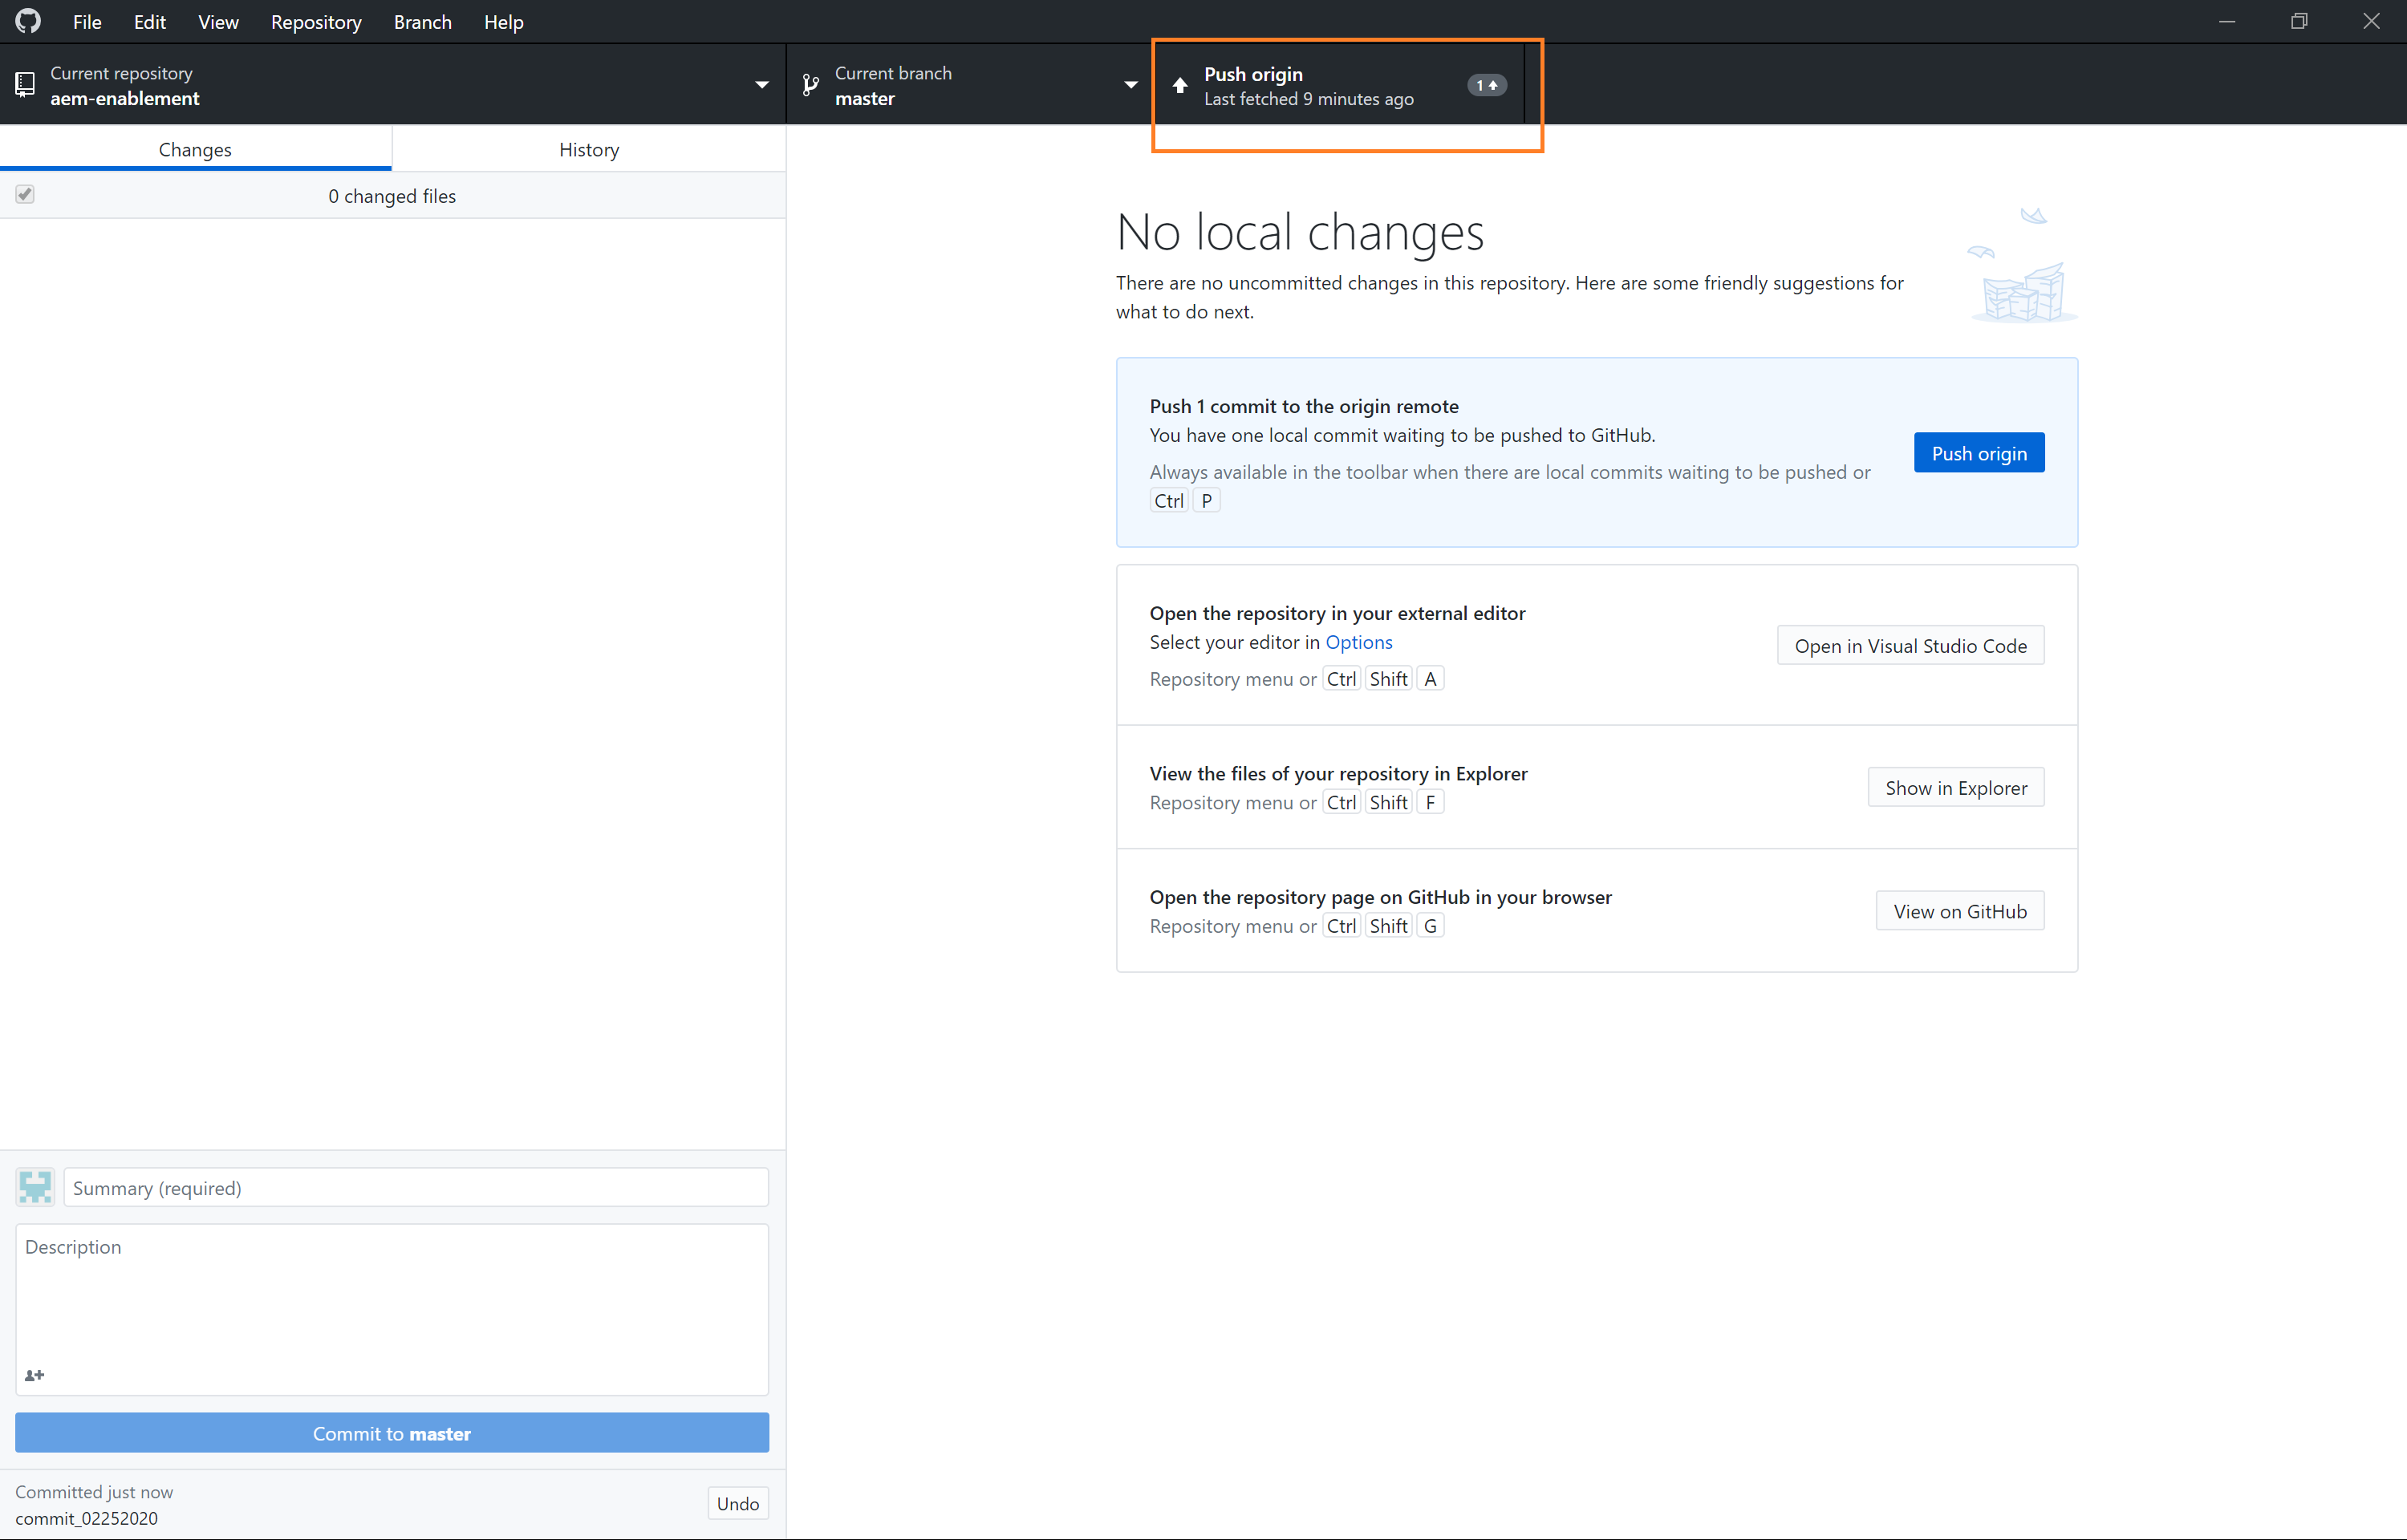 File Edit View Repository Branch Help
Current repository
aem-enablement
Current branch
master
Push origin
Last fetched 9 minutes ago
1
Changes
History
0 changed files
No local changes
There are no uncommitted changes in this repository. Here are some friendly suggestions for
what to do next.
Push 1 commit to the origin remote
You have one local commit waiting to be pushed to GitHub.
Always available in the toolbar when there are local commits waiting to be pushed or
Ctrl P
Push origin
Open the repository in your external editor
Select your editor in Options
Repository menu or Ctrl Shift A
Open in Visual Studio Code
View the files of your repository in Explorer
Repository menu or Ctrl Shift F
Show in Explorer
Open the repository page on GitHub in your browser
Repository menu or Ctrl Shift G
View on GitHub
Summary (required)
Description
Commit to master
Committed just now
commit_02252020
Undo